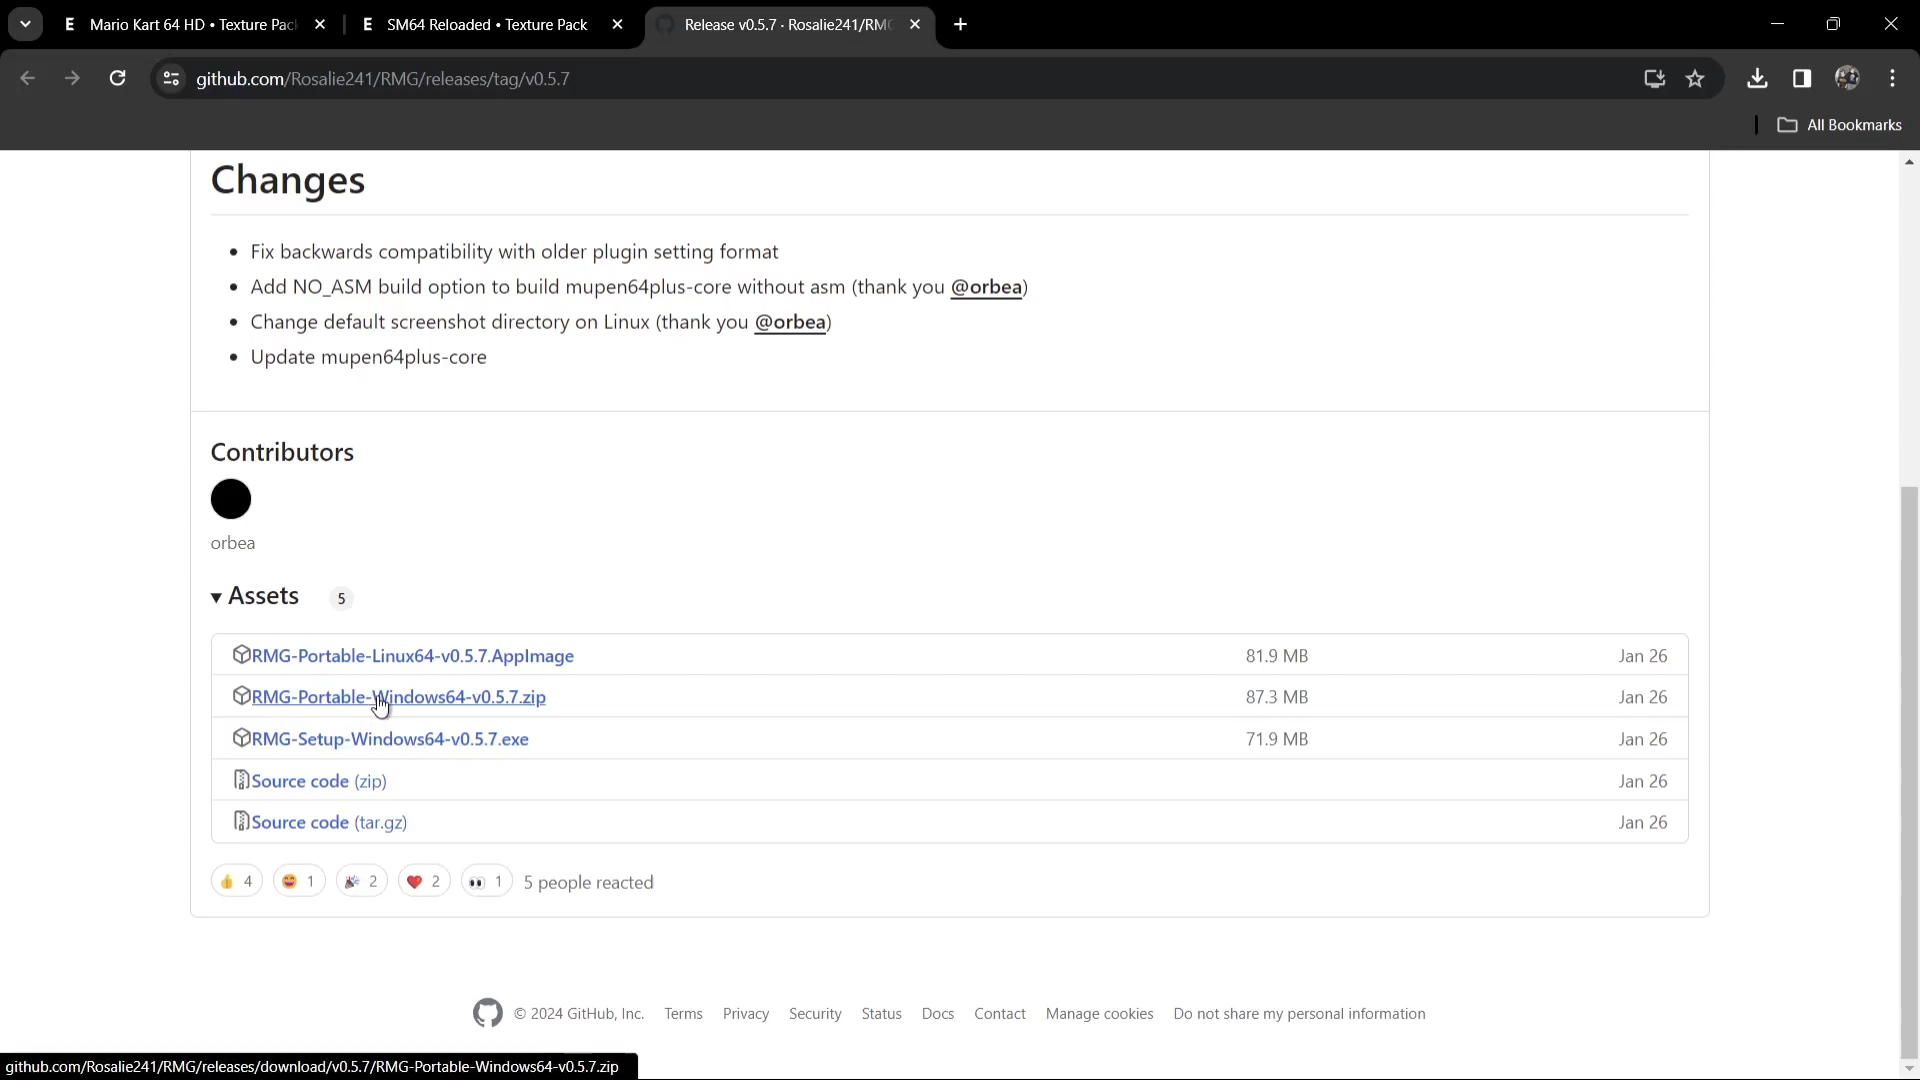 Mario Kart 64 HD • Texture Pac
SM64 Reloaded • Texture Pack
Release v0.5.7 · Rosalie241/RMG
github.com/Rosalie241/RMG/releases/tag/v0.5.7
All Bookmarks
Changes
• Fix backwards compatibility with older plugin setting format
• Add NO_ASM build option to build mupen64plus-core without asm (thank you @orbea)
• Change default screenshot directory on Linux (thank you @orbea)
• Update mupen64plus-core
Contributors
orbea
Assets 5
RMG-Portable-Linux64-v0.5.7.AppImage 81.9 MB Jan 26
RMG-Portable-Windows64-v0.5.7.zip 87.3 MB Jan 26
RMG-Setup-Windows64-v0.5.7.exe 71.9 MB Jan 26
Source code (zip) Jan 26
Source code (tar.gz) Jan 26
👍 4 😄 1 🎉 2 ❤️ 2 👀 1 5 people reacted
© 2024 GitHub, Inc. Terms Privacy Security Status Docs Contact Manage cookies Do not share my personal information
github.com/Rosalie241/RMG/releases/download/v0.5.7/RMG-Portable-Windows64-v0.5.7.zip